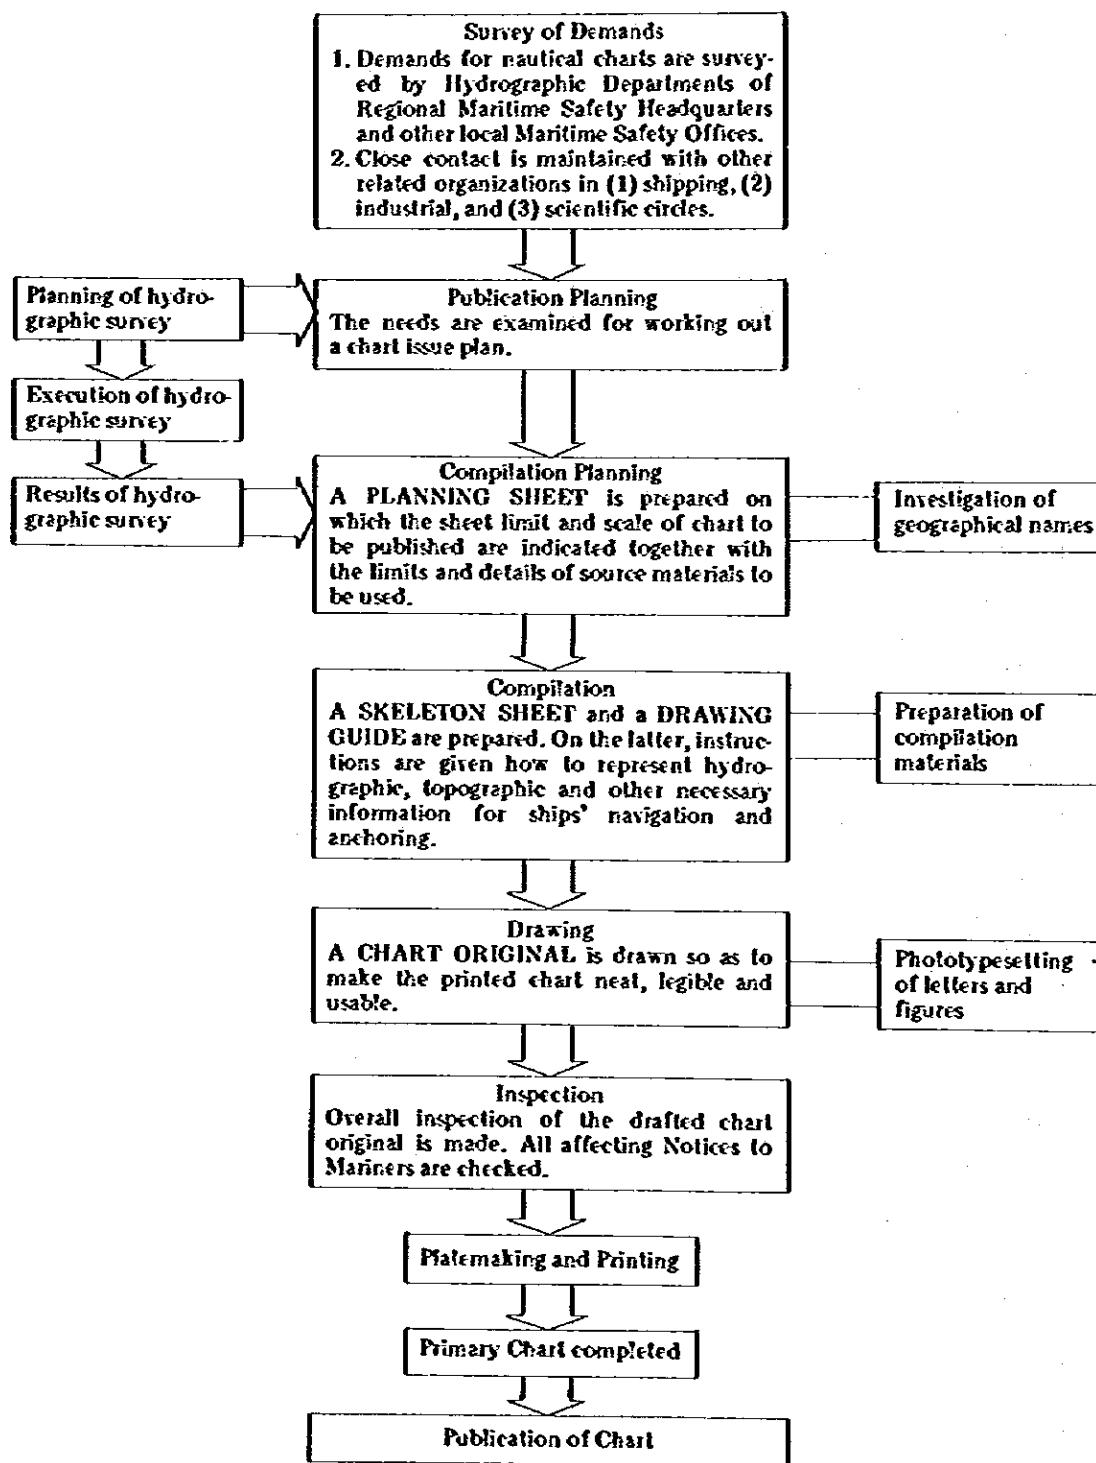 Survey of Demands
1. Demands for nautical charts are survey-
ed by Hydrographic Departments of
Regional Maritime Safety Headquarters
and other local Maritime Safety Offices.
2. Close contact is maintained with other
related organizations in (1) shipping, (2)
industrial, and (3) scientific circles.
Planning of hydro-
graphic survey
Publication Planning
The needs are examined for working out
a chart issue plan.
Execution of hydro-
graphic survey
Results of hydro-
graphic survey
Compilation Planning
A PLANNING SHEET is prepared on
which the sheet limit and scale of chart to
be published are indicated together with
the limits and details of source materials to
be used.
Investigation of
geographical names
Compilation
A SKELETON SHEET and a DRAWING
GUIDE are prepared. On the latter, instruc-
tions are given how to represent hydro-
graphic, topographic and other necessary
information for ships' navigation and
anchoring.
Preparation of
compilation
materials
Drawing
A CHART ORIGINAL is drawn so as to
make the printed chart neat, legible and
usable.
Phototypesetting
of letters and
figures
Inspection
Overall inspection of the drafted chart
original is made. All affecting Notices to
Mariners are checked.
Platemaking and Printing
Primary Chart completed
Publication of Chart